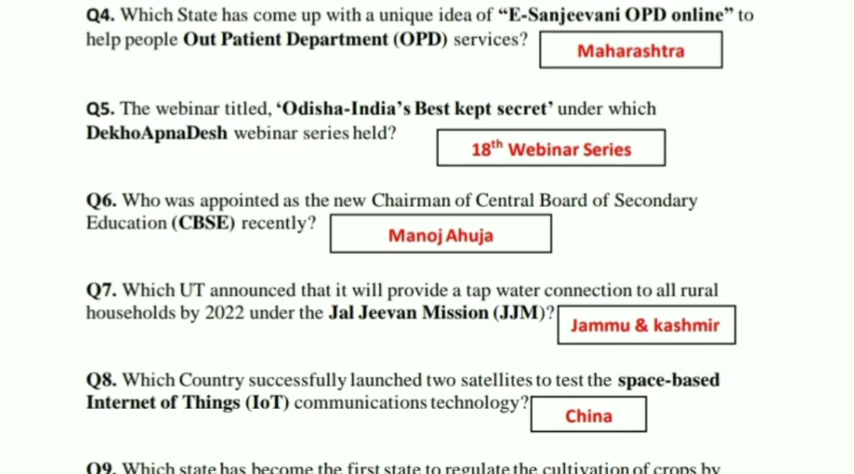 Q4. Which State has come up with a unique idea of “E-Sanjeevani OPD online” to
help people Out Patient Department (OPD) services?
Maharashtra
Q5. The webinar titled, ‘Odisha-India’s Best kept secret’ under which
DekhoApnaDesh webinar series held?
18th Webinar Series
Q6. Who was appointed as the new Chairman of Central Board of Secondary
Education (CBSE) recently?
Manoj Ahuja
Q7. Which UT announced that it will provide a tap water connection to all rural
households by 2022 under the Jal Jeevan Mission (JJM)?
Jammu & kashmir
Q8. Which Country successfully launched two satellites to test the space-based
Internet of Things (IoT) communications technology?
China
Q9. Which state has become the first state to regulate the cultivation of crops by